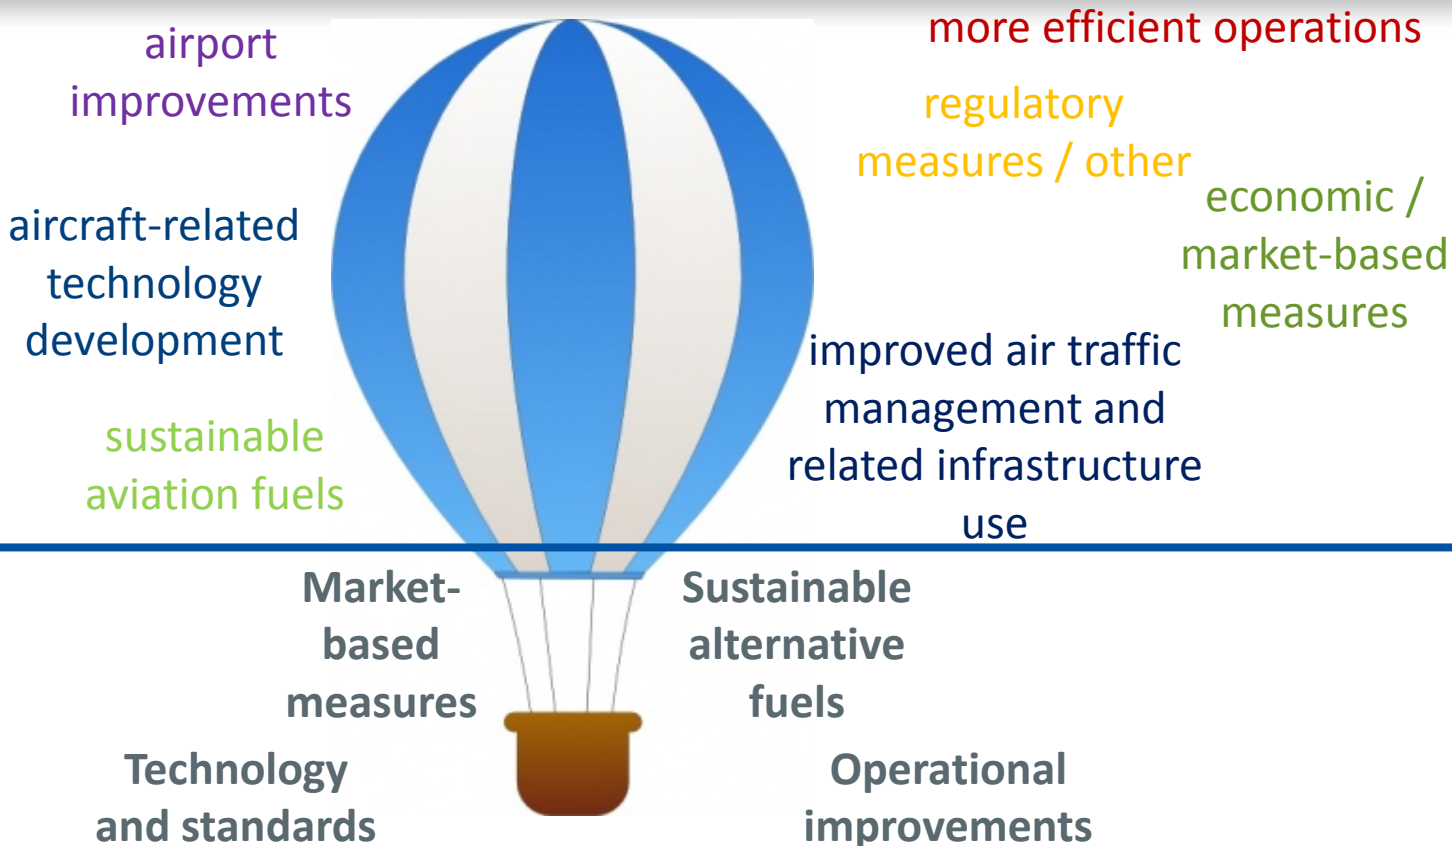 airport
improvements
more efficient operations
regulatory
measures / other
economic /
market-based
measures
aircraft-related
technology
development
improved air traffic
management and
related infrastructure
use
sustainable
aviation fuels
Market-
based
measures
Sustainable
alternative
fuels
Technology
and standards
Operational
improvements